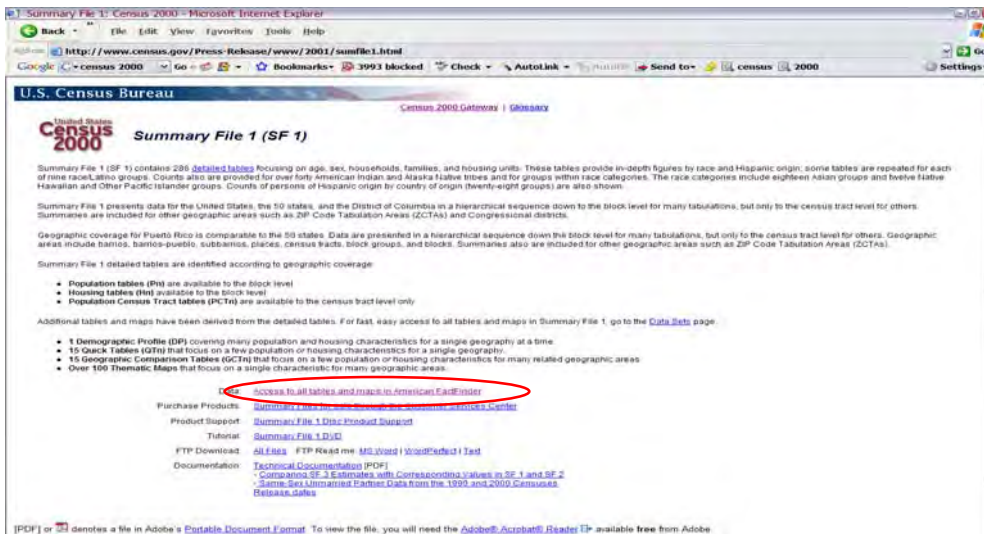 Summary File 1: Census 2000 - Microsoft Internet Explorer
Back File Edit View Favorites Tools Help
http://www.census.gov/Press-Release/www/2001/sumfile1.html Go
Google census 2000 Go Bookmarks 3993 blocked Check AutoLink Send to census 2000 Settings
U.S. Census Bureau
Census 2000 Gateway | Glossary
United States
Census
2000
Summary File 1 (SF 1)
Summary File 1 (SF 1) contains 286 detailed tables focusing on age, sex, households, families, and housing units. These tables provide in-depth figures by race and Hispanic origin; some tables are repeated for each
of nine race/Latino groups. Counts also are provided for over forty American Indian and Alaska Native tribes and for groups within race categories. The race categories include eighteen Asian groups and twelve Native
Hawaiian and Other Pacific Islander groups. Counts of persons of Hispanic origin by country of origin (twenty-eight groups) are also shown.
Summary File 1 presents data for the United States, the 50 states, and the District of Columbia in a hierarchical sequence down to the block level for many tabulations, but only to the census tract level for others.
Summaries are included for other geographic areas such as ZIP Code Tabulation Areas (ZCTAs) and Congressional districts.
Geographic coverage for Puerto Rico is comparable to the 50 states. Data are presented in a hierarchical sequence down the block level for many tabulations, but only to the census tract level for others. Geographic
areas include barrios, barrios-pueblo, subbarrios, places, census tracts, block groups, and blocks. Summaries also are included for other geographic areas such as ZIP Code Tabulation Areas (ZCTAs).
Summary File 1 detailed tables are identified according to geographic coverage:
• Population tables (Pn) are available to the block level
• Housing tables (Hn) are available to the block level
• Population Census Tract tables (PCTn) are available to the census tract level only
Additional tables and maps have been derived from the detailed tables. For fast, easy access to all tables and maps in Summary File 1, go to the Data Sets page.
• 1 Demographic Profile (DP) covering many population and housing characteristics for a single geography at a time.
• 15 Quick Tables (QTn) that focus on a few population or housing characteristics for a single geography.
• 15 Geographic Comparison Tables (GCTn) that focus on a few population or housing characteristics for many related geographic areas
• Over 100 Thematic Maps that focus on a single characteristic for many geographic areas.
Access to all tables and maps in American FactFinder
Purchase Products: Summary Files for Sale through the Customer Services Center
Product Support: Summary File 1 Disc Product Support
Tutorial: Summary File 1 DVD
FTP Download: All Files FTP Read me: MS Word | WordPerfect | Text
Documentation: Technical Documentation [PDF]
- Comparing SF 3 Estimates with Corresponding Values in SF 1 and SF 2
- Same-Sex Unmarried Partner Data from the 1990 and 2000 Censuses
Release dates
[PDF] or denotes a file in Adobe's Portable Document Format. To view the file, you will need the Adobe® Acrobat® Reader available free from Adobe.